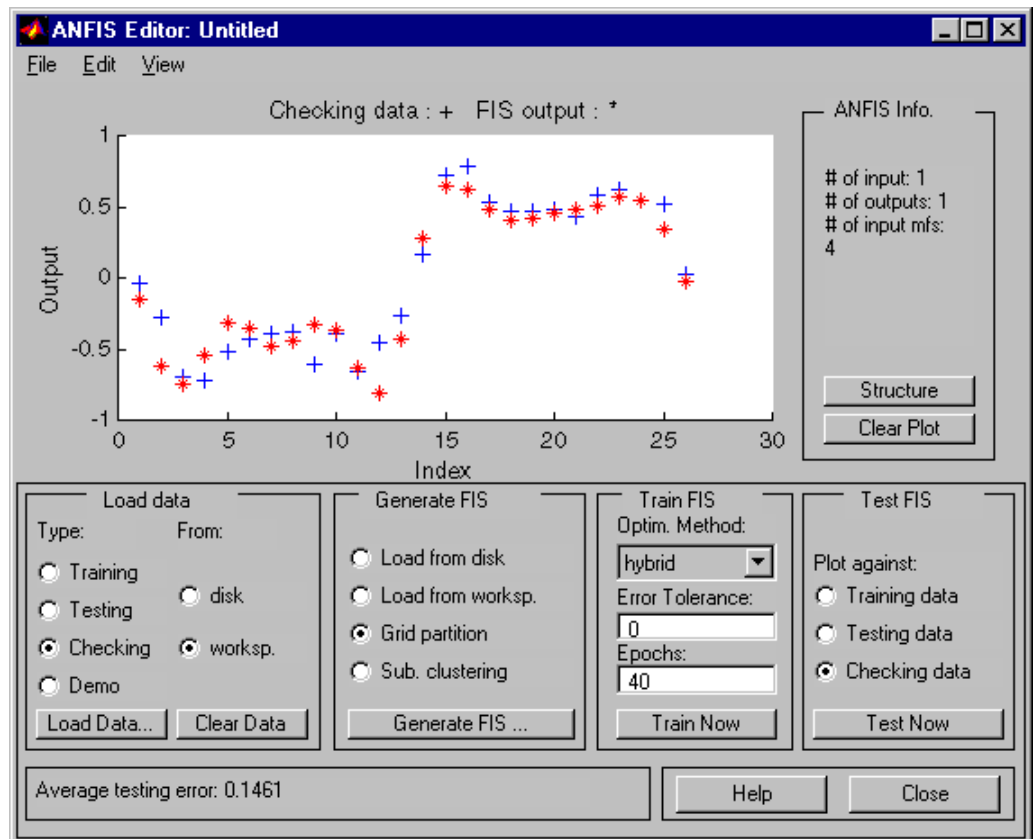 ANFIS Editor: Untitled
File Edit View
Checking data : + FIS output : *
Output
1
0.5
0
-0.5
-1
0 5 10 15 20 25 30
Index
ANFIS Info.
# of input: 1
# of outputs: 1
# of input mfs:
4
Structure
Clear Plot
Load data
Type: From:
Training
Testing
Checking
Demo
disk
worksp.
Load Data... Clear Data
Generate FIS
Load from disk
Load from worksp.
Grid partition
Sub. clustering
Generate FIS ...
Train FIS
Optim. Method:
hybrid
Error Tolerance:
0
Epochs:
40
Train Now
Test FIS
Plot against:
Training data
Testing data
Checking data
Test Now
Average testing error: 0.1461
Help Close